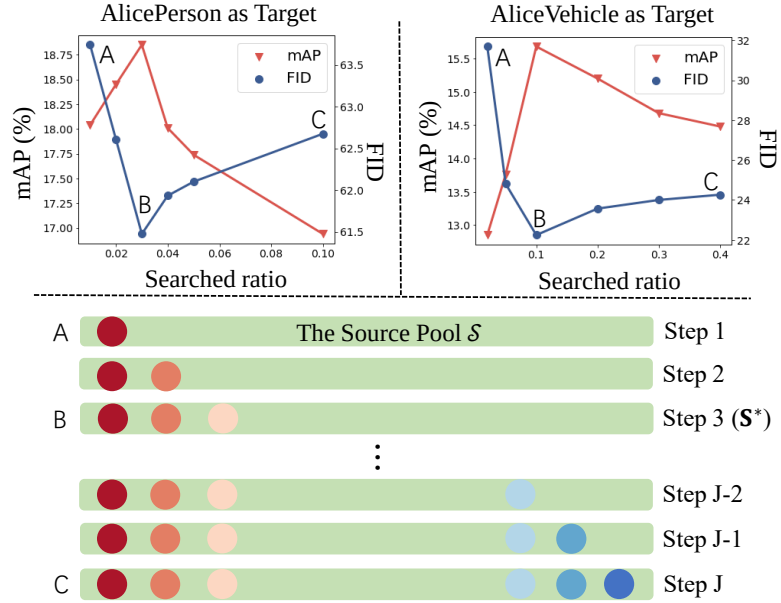 AlicePerson as Target
mAP (%)
18.75
18.50
18.25
18.00
17.75
17.50
17.25
17.00
A
B
C
mAP
FID
63.5
63.0
62.5
62.0
61.5
FID
0.02
0.04
0.06
0.08
0.10
Searched ratio
AliceVehicle as Target
mAP (%)
15.5
15.0
14.5
14.0
13.5
13.0
A
B
C
mAP
FID
32
30
28
26
24
22
FID
0.1
0.2
0.3
0.4
Searched ratio
A The Source Pool 𝒮 Step 1
Step 2
B Step 3 (S*)
⋮
Step J-2
Step J-1
C Step J